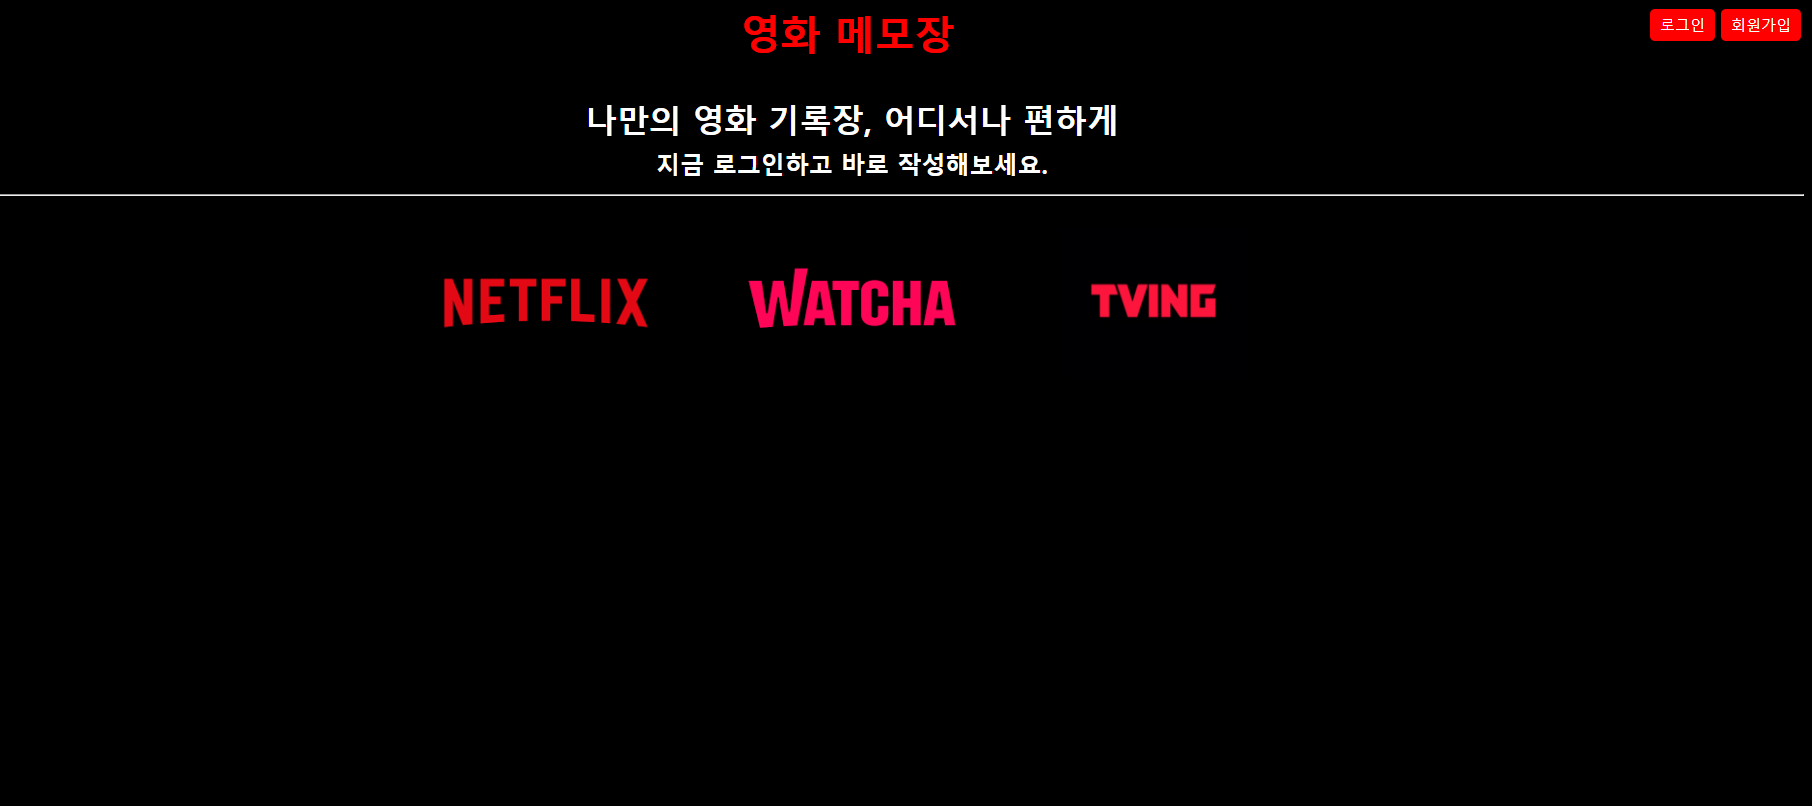 영화 메모장
로그인 회원가입
나만의 영화 기록장, 어디서나 편하게
지금 로그인하고 바로 작성해보세요.
NETFLIX WATCHA TVING